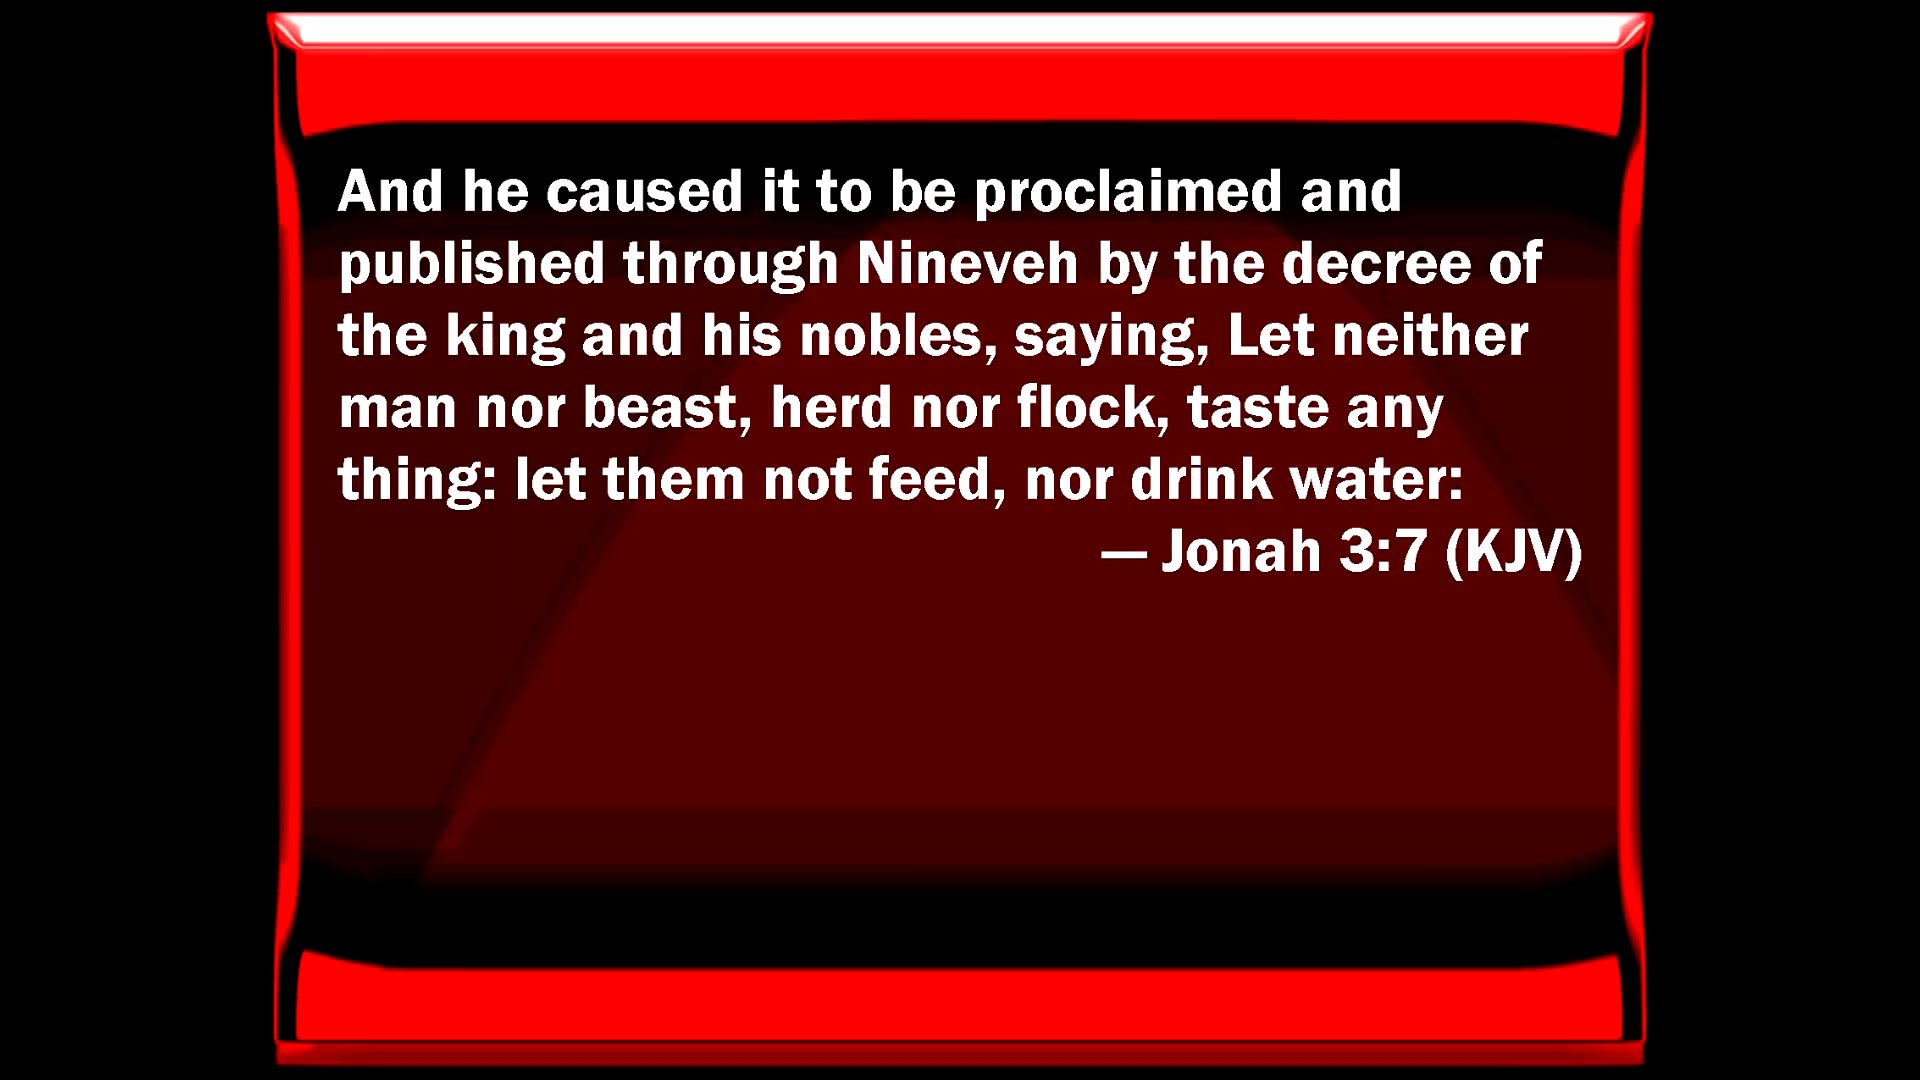 And he caused it to be proclaimed and
published through Nineveh by the decree of
the king and his nobles, saying, Let neither
man nor beast, herd nor flock, taste any
thing: let them not feed, nor drink water:
— Jonah 3:7 (KJV)